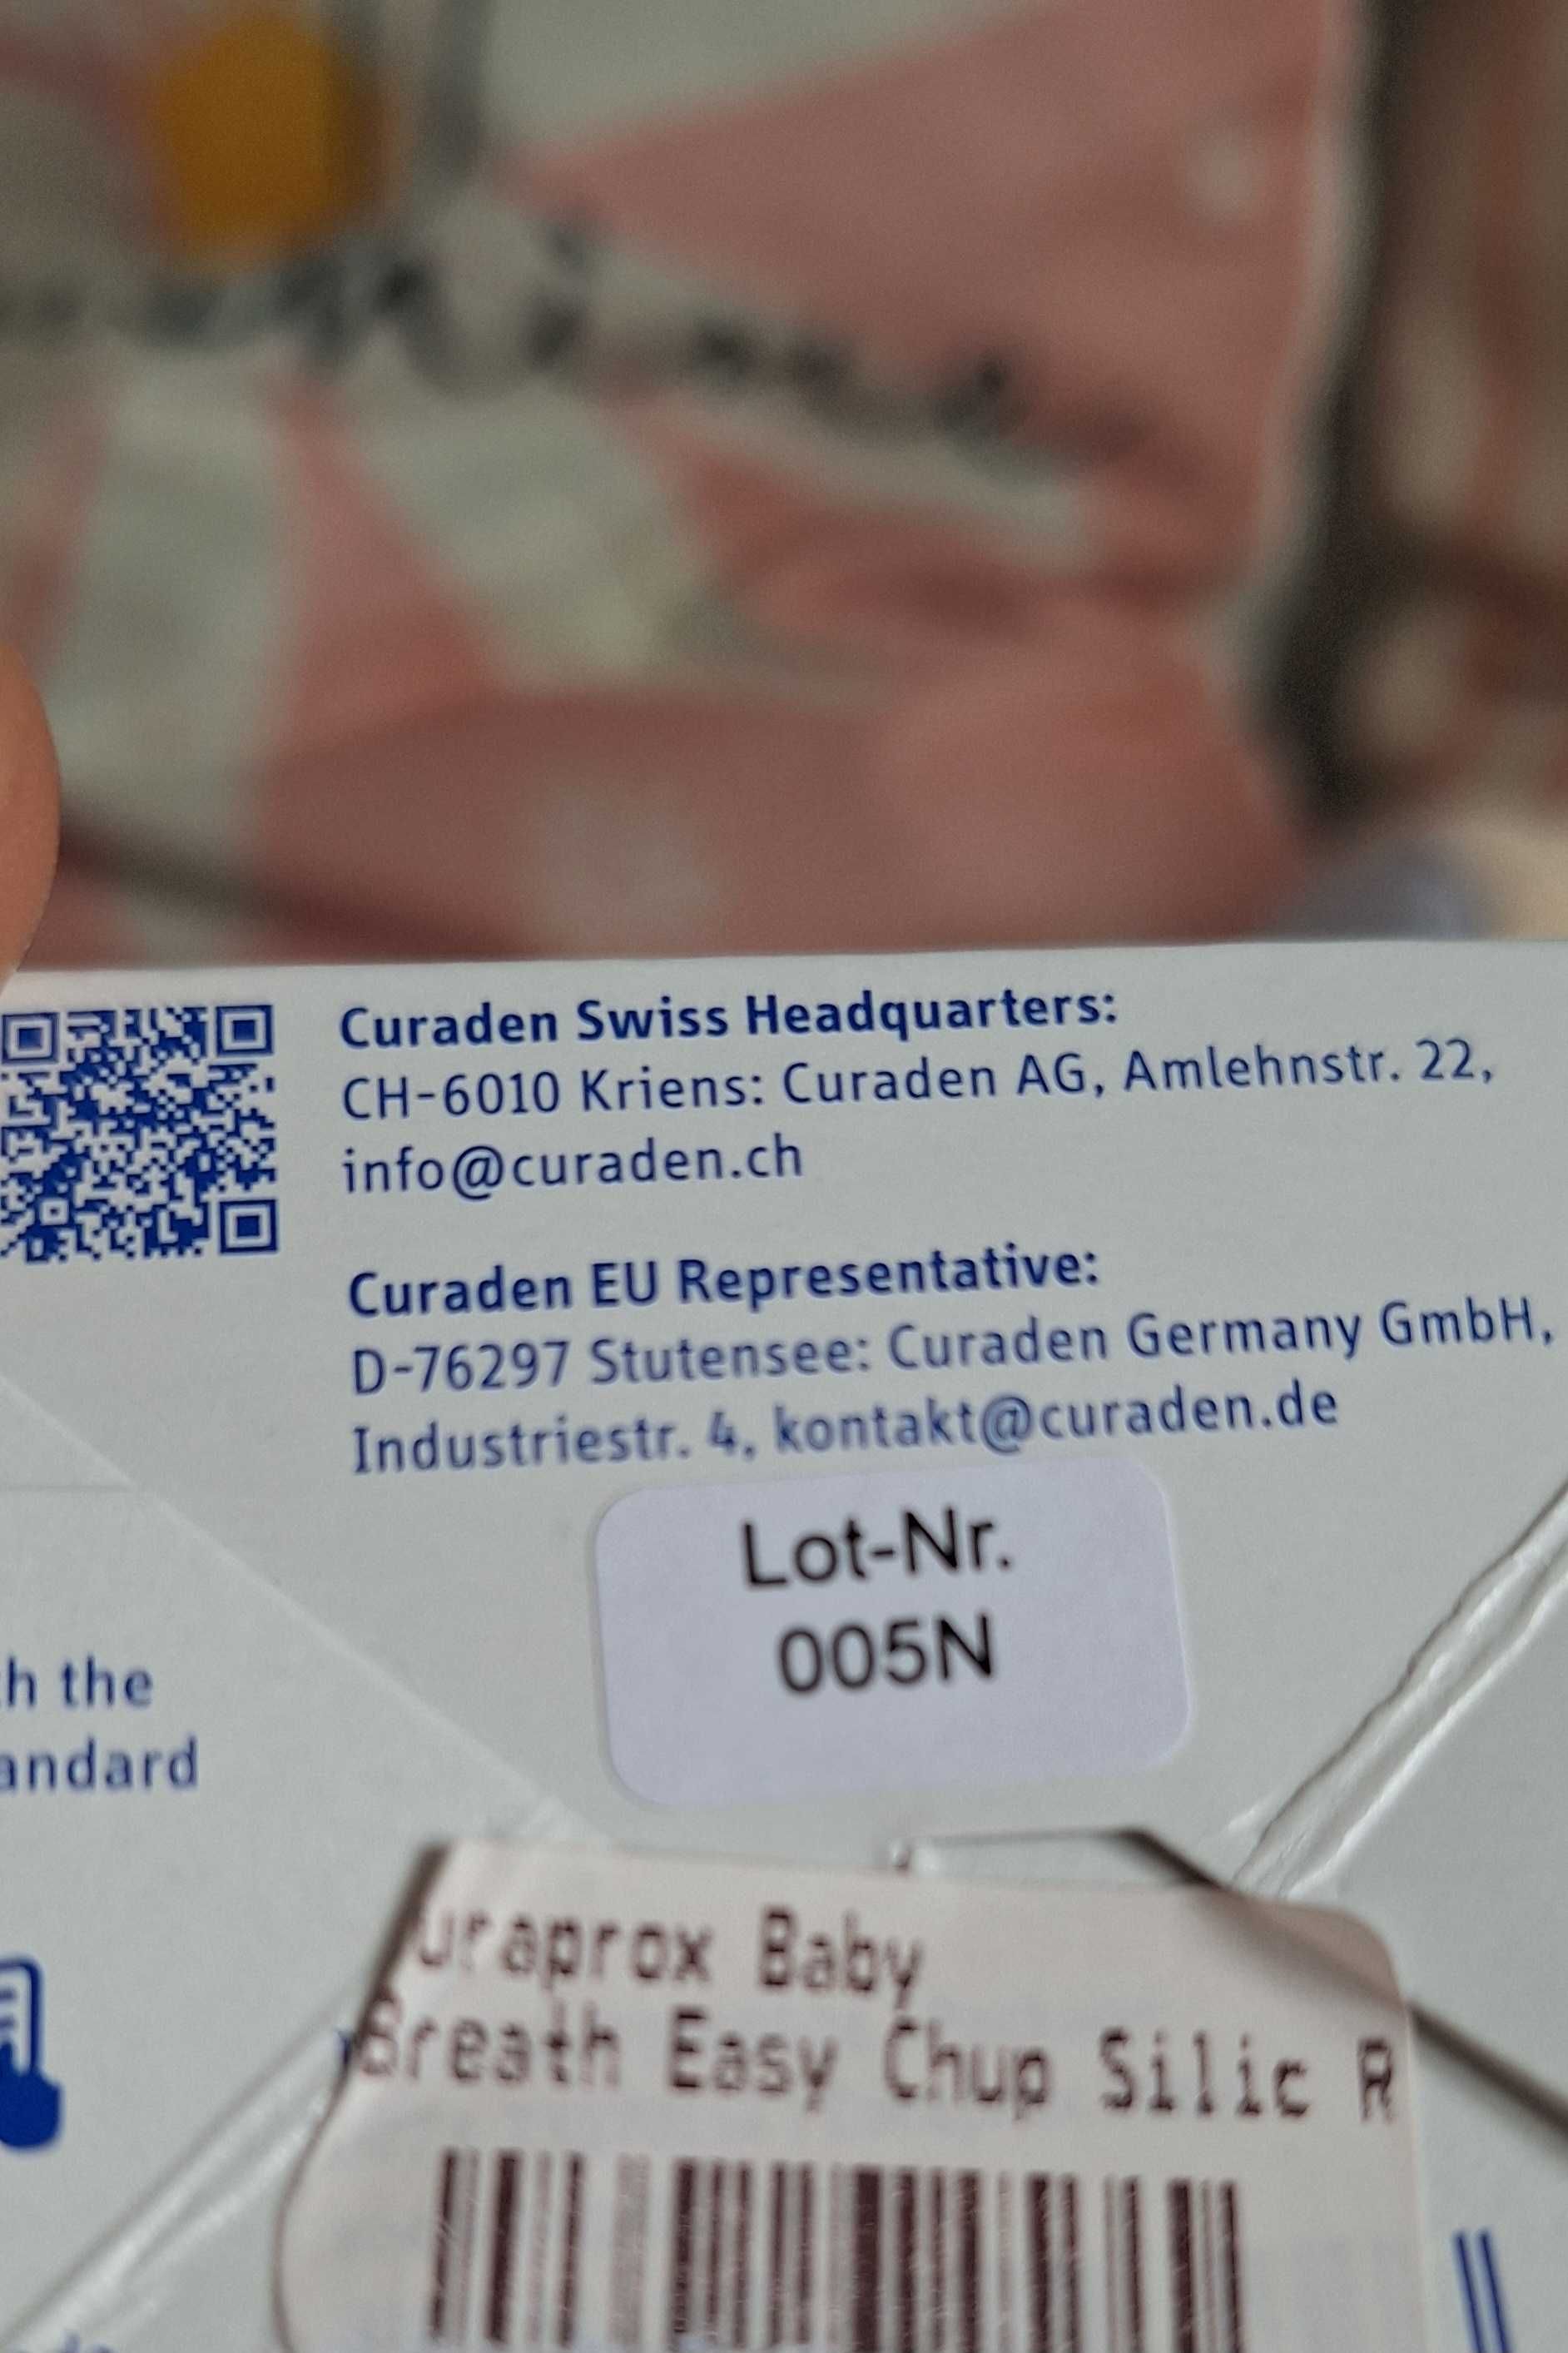 Curaden Swiss Headquarters:
CH-6010 Kriens: Curaden AG, Amlehnstr. 22,
info@curaden.ch
Curaden EU Representative:
D-76297 Stutensee: Curaden Germany GmbH,
Industriestr. 4, kontakt@curaden.de
Lot-Nr.
005N
h the
andard
uraprox Baby
Breath Easy Chup Silic R